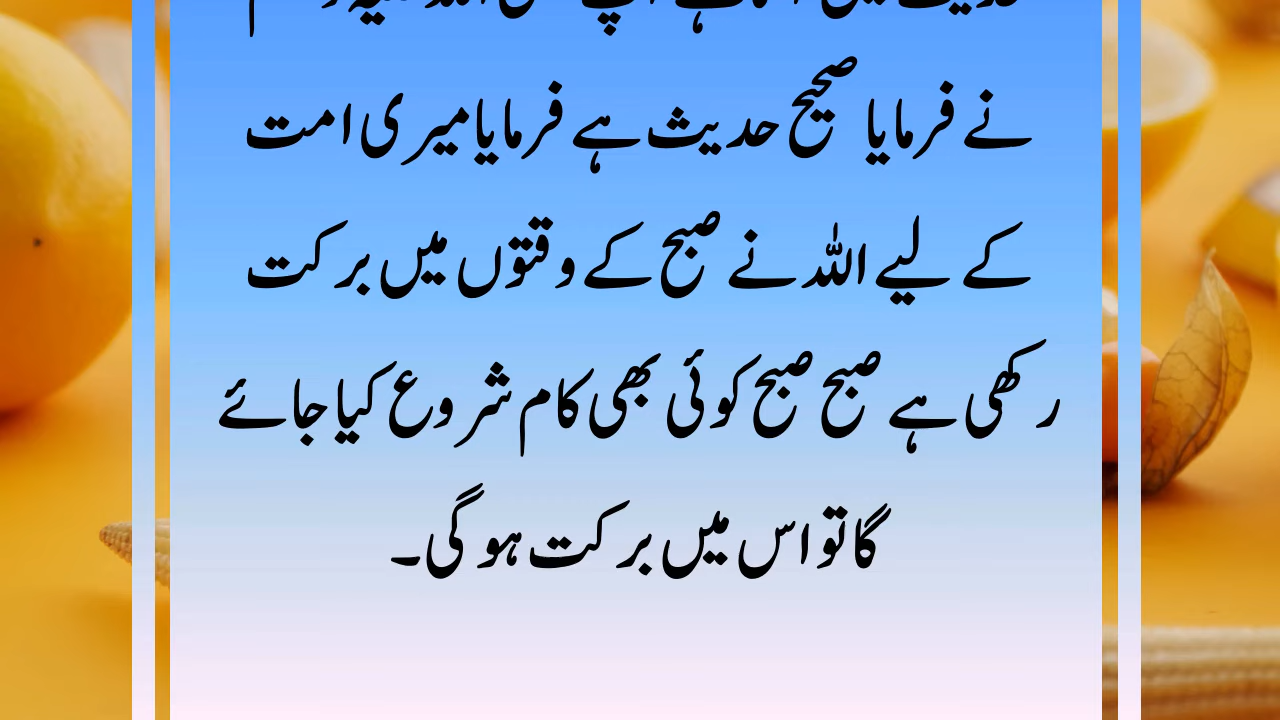 نے فرمایا صحیح حدیث ہے فرمایا میری امت
کے لیے اللہ نے صبح کے وقتوں میں برکت
رکھی ہے صبح صبح کوئی بھی کام شروع کیا جائے
گا تو اس میں برکت ہو گی۔